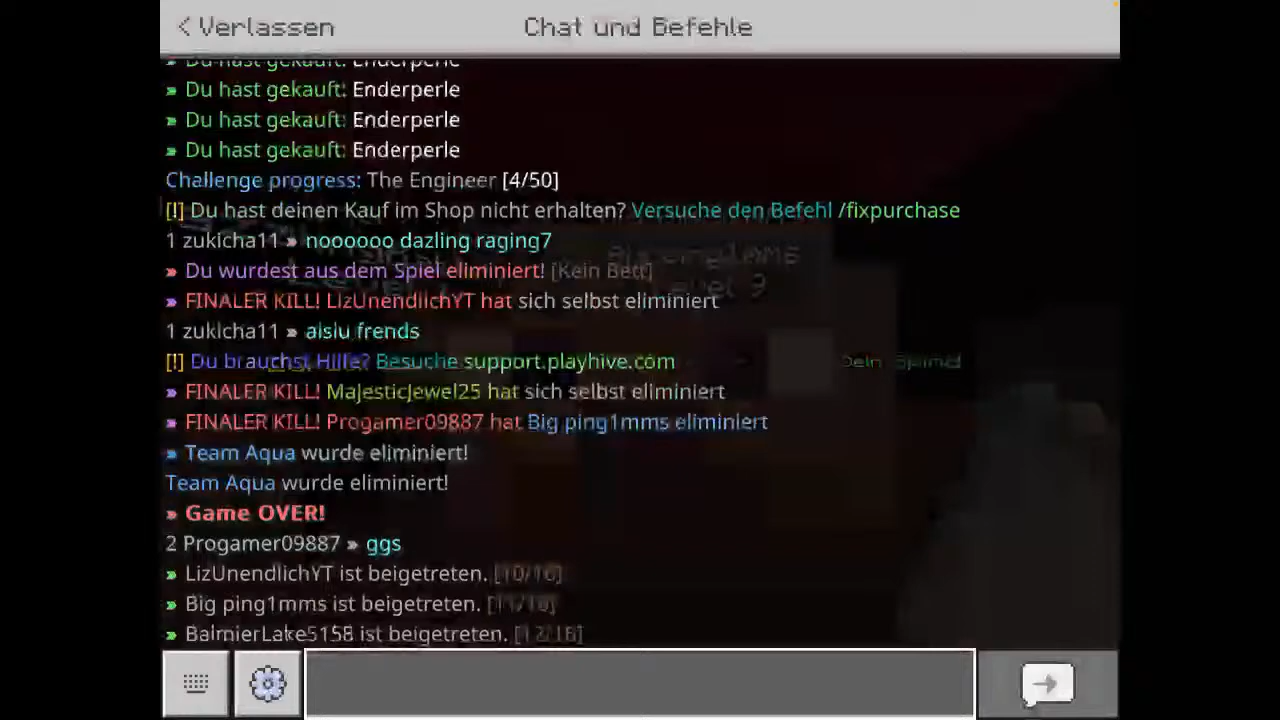 Verlassen
Chat und Befehle
» Du hast gekauft: Enderperle
» Du hast gekauft: Enderperle
» Du hast gekauft: Enderperle
» Du hast gekauft: Enderperle
Challenge progress: The Engineer [4/50]
[!] Du hast deinen Kauf im Shop nicht erhalten? Versuche den Befehl /fixpurchase
1 zukicha11 » noooooo dazling raging7
» Du wurdest aus dem Spiel eliminiert! [Kein Bett]
» FINALER KILL! LizUnendlichYT hat sich selbst eliminiert
1 zukicha11 » aisiu frends
[!] Du brauchst Hilfe? Besuche support.playhive.com
» FINALER KILL! MajesticJewel25 hat sich selbst eliminiert
» FINALER KILL! Progamer09887 hat Big ping1mms eliminiert
» Team Aqua wurde eliminiert!
Team Aqua wurde eliminiert!
» Game OVER!
2 Progamer09887 » ggs
» LizUnendlichYT ist beigetreten. [10/16]
» Big ping1mms ist beigetreten. [11/16]
» BalmierLake5158 ist beigetreten. [12/16]